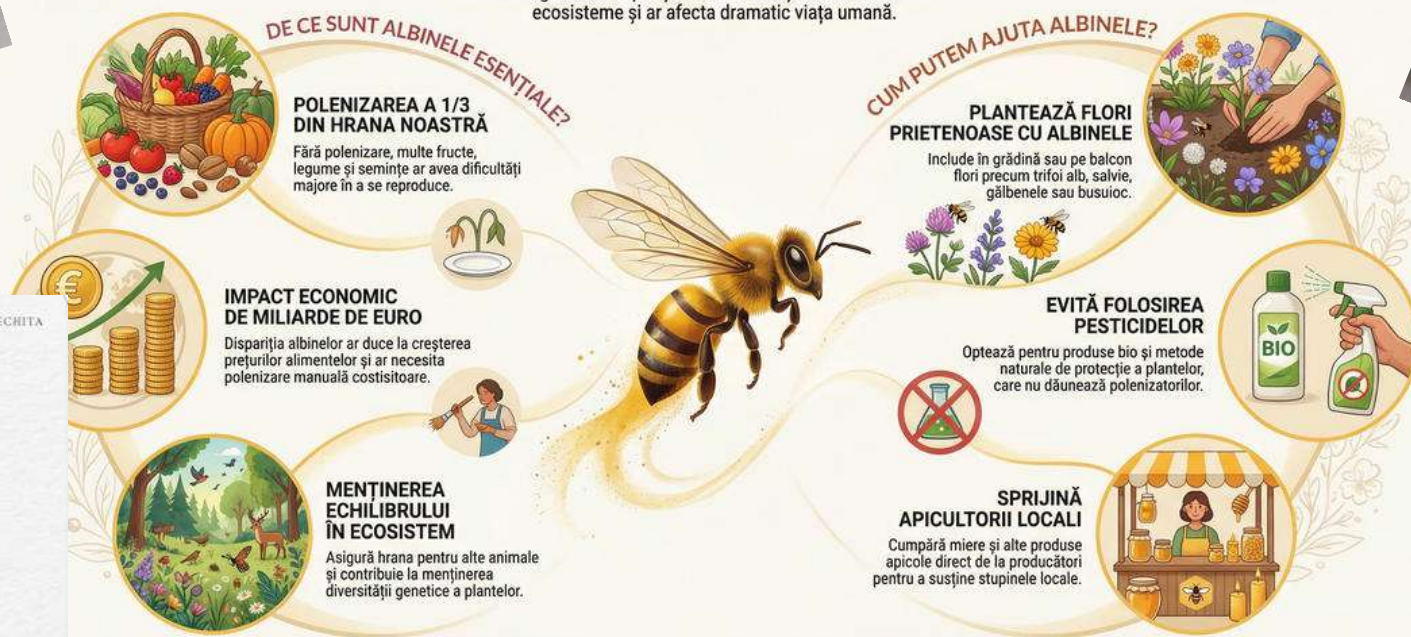 ecosisteme și ar afecta dramatic viața umană.
DE CE SUNT ALBINELE ESENȚIALE?
POLENIZAREA A 1/3
DIN HRANA NOASTRĂ
Fără polenizare, multe fructe,
legume și semințe ar avea dificultăți
majore în a se reproduce.
IMPACT ECONOMIC
DE MILIARDE DE EURO
Dispariția albinelor ar duce la creșterea
prețurilor alimentelor și ar necesita
polenizare manuală costisitoare.
MENȚINEREA
ECHILIBRULUI
ÎN ECOSISTEM
Asigură hrana pentru alte animale
și contribuie la menținerea
diversității genetice a plantelor.
CUM PUTEM AJUTA ALBINELE?
PLANTEAZĂ FLORI
PRIETENOASE CU ALBINELE
Include în grădină sau pe balcon
flori precum trifoi alb, salvie,
gălbenele sau busuioc.
EVITĂ FOLOSIREA
PESTICIDELOR
Optează pentru produse bio și metode
naturale de protecție a plantelor,
care nu dăunează polenizatorilor.
BIO
SPRIJINĂ
APICULTORII LOCALI
Cumpără miere și alte produse
apicole direct de la producători
pentru a susține stupinele locale.
€